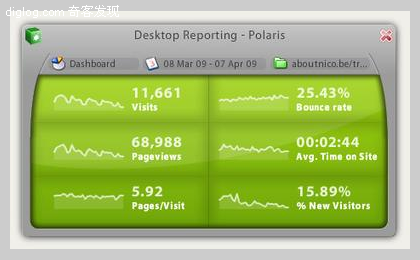 diglog.com 奇客发现
Desktop Reporting - Polaris
Dashboard
08 Mar 09 - 07 Apr 09
aboutnico.be/tr...
11,661
Visits
25.43%
Bounce rate
68,988
Pageviews
00:02:44
Avg. Time on Site
5.92
Pages/Visit
15.89%
% New Visitors